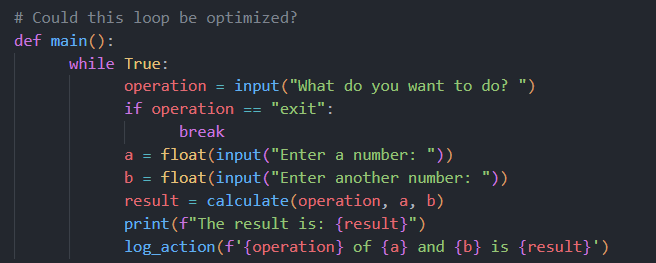 # Could this loop be optimized?
def main():
while True:
operation = input("What do you want to do? ")
if operation == "exit":
break
a = float(input("Enter a number: "))
b = float(input("Enter another number: "))
result = calculate(operation, a, b)
print(f"The result is: {result}")
log_action(f'{operation} of {a} and {b} is {result}')